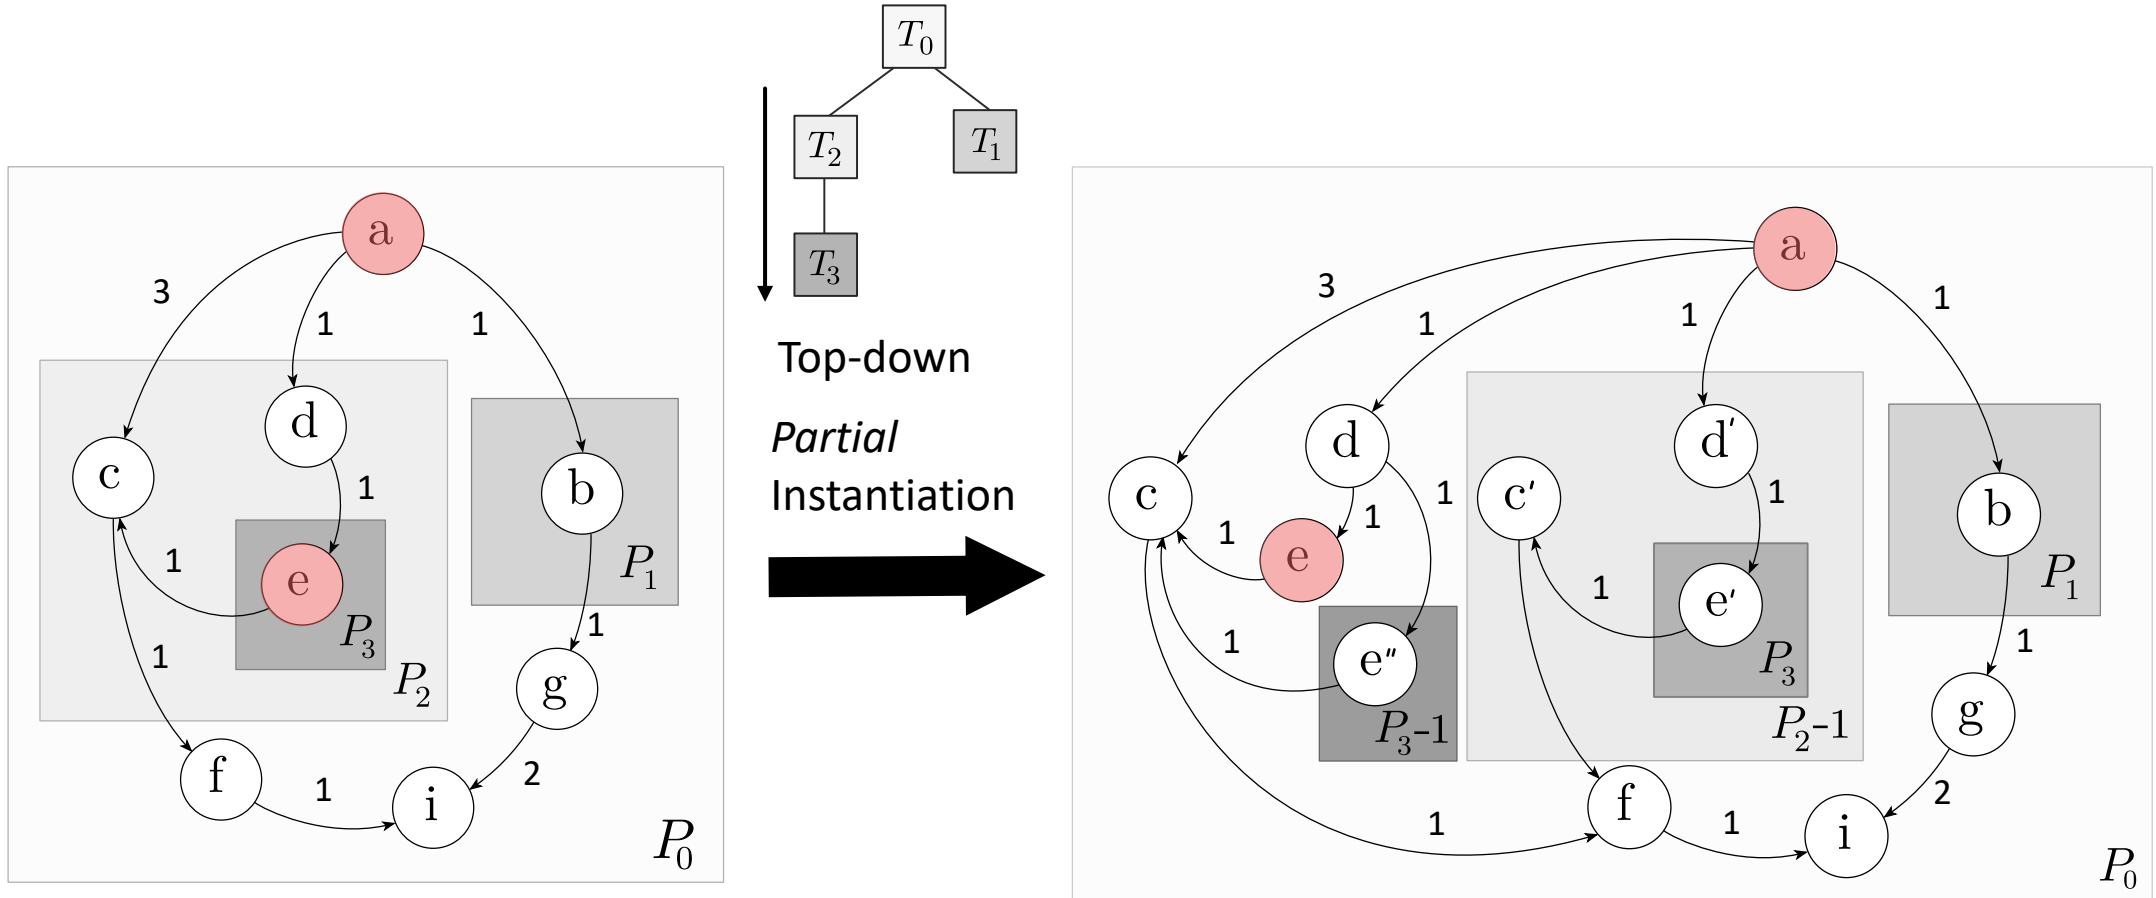 T₀
T₂
T₁
T₃
Top-down
Partial
Instantiation
a
3
1
1
d
c
b
1
e
1
P₁
P₃
P₂
1
1
g
f
1
i
2
P₀
a
3
1
1
1
d
d′
c
c′
b
1
1
1
1
e
e′
1
P₁
1
e″
P₃
1
P₃-1
P₂-1
g
f
1
1
i
2
P₀